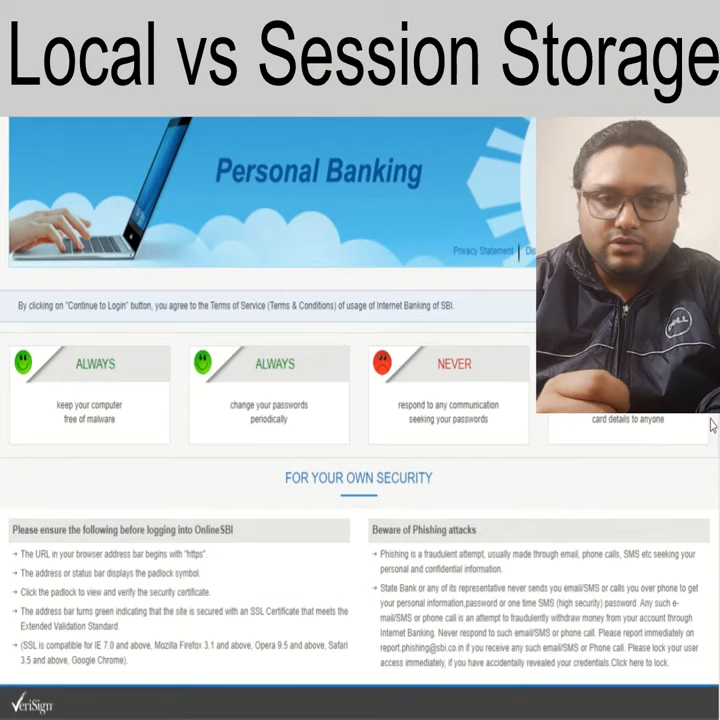 Local vs Session Storage
Personal Banking
Privacy Statement
By clicking on "Continue to Login" button, you agree to the Terms of Service (Terms & Conditions) of usage of Internet Banking of SBI.
ALWAYS
keep your computer
free of malware
ALWAYS
change your passwords
periodically
NEVER
respond to any communication
seeking your passwords
card details to anyone
DELL
FOR YOUR OWN SECURITY
Please ensure the following before logging into OnlineSBI
The URL in your browser address bar begins with "https".
The address or status bar displays the padlock symbol.
Click the padlock to view the security certificate.
The address bar turns green indicating that the site is secured with an SSL Certificate that meets the
Extended Validation Standard.
(SSL is compatible for IE 7.0 and above, Mozilla Firefox 3.1 and above, Opera 9.5 and above, Safari
3.5 and above, Google Chrome).
Beware of Phishing attacks
Phishing is a fraudulent attempt, usually made through email, phone calls, SMS etc seeking your
personal and confidential information.
State Bank or any of its representative never sends you email/SMS or calls you over phone to get
your personal information,password or one time SMS (high security) password. Any such e-
mail/SMS or phone call is an attempt to fraudulently withdraw money from your account through
Internet Banking. Never respond to such email/SMS or phone call. Please report immediately on
report.phishing@sbi.co.in if you receive any such email/SMS or Phone call. Please lock your user
access immediately, if you have accidentally revealed your credentials.Click here to lock.
VeriSign